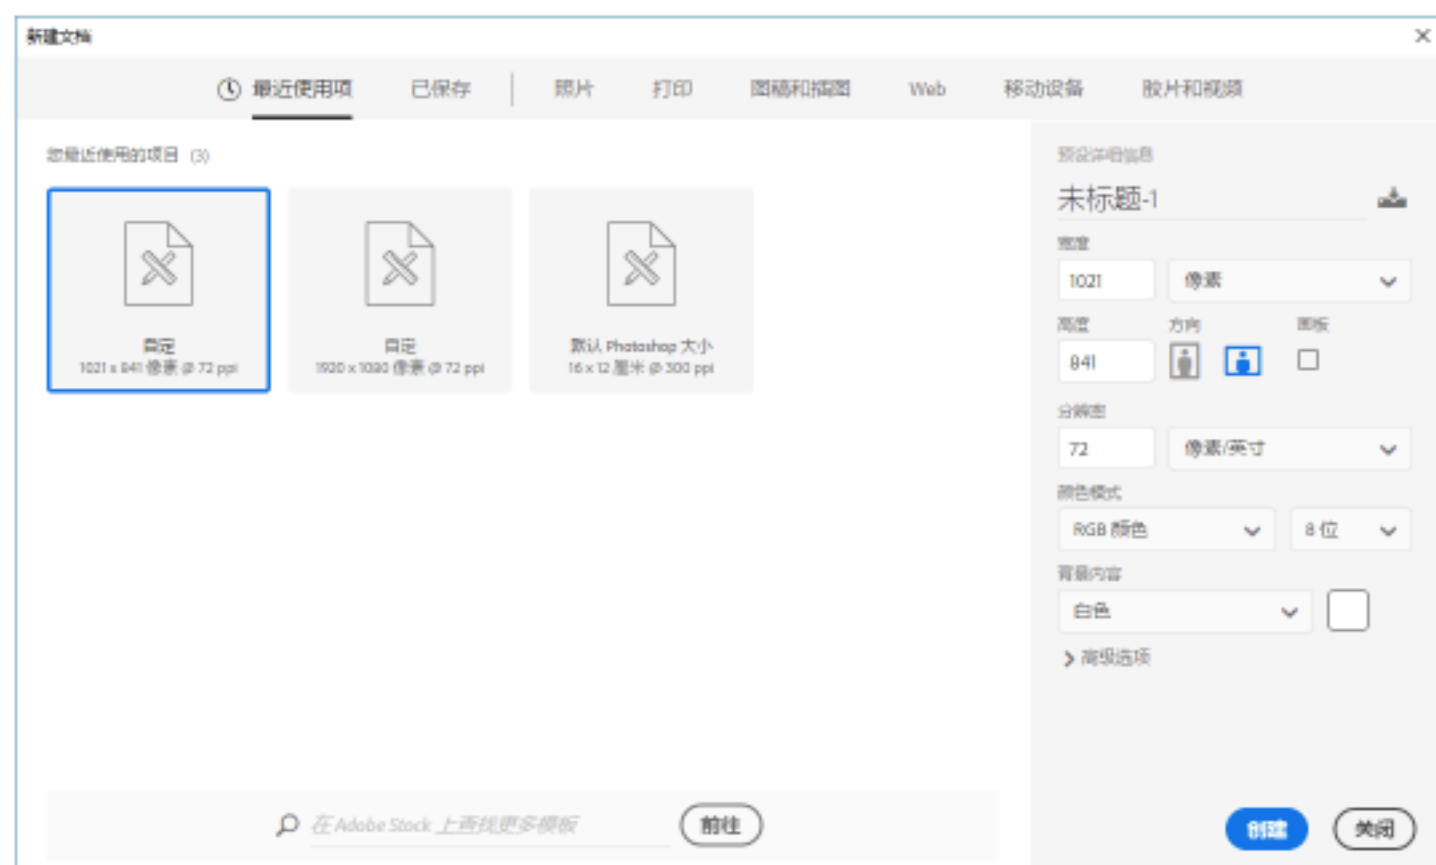 新建文档
最近使用项 已保存 照片 打印 图稿和插图 Web 移动设备 胶片和视频
您最近使用的项目 (3)
自定
1021 x 841 像素 @ 72 ppi
自定
1920 x 1080 像素 @ 72 ppi
默认 Photoshop 大小
16 x 12 厘米 @ 300 ppi
在 Adobe Stock 上查找更多模板
前往
预设详细信息
未标题-1
宽度
1021 像素
高度 方向 画板
841
分辨率
72 像素/英寸
颜色模式
RGB 颜色 8 位
背景内容
白色
高级选项
创建 关闭